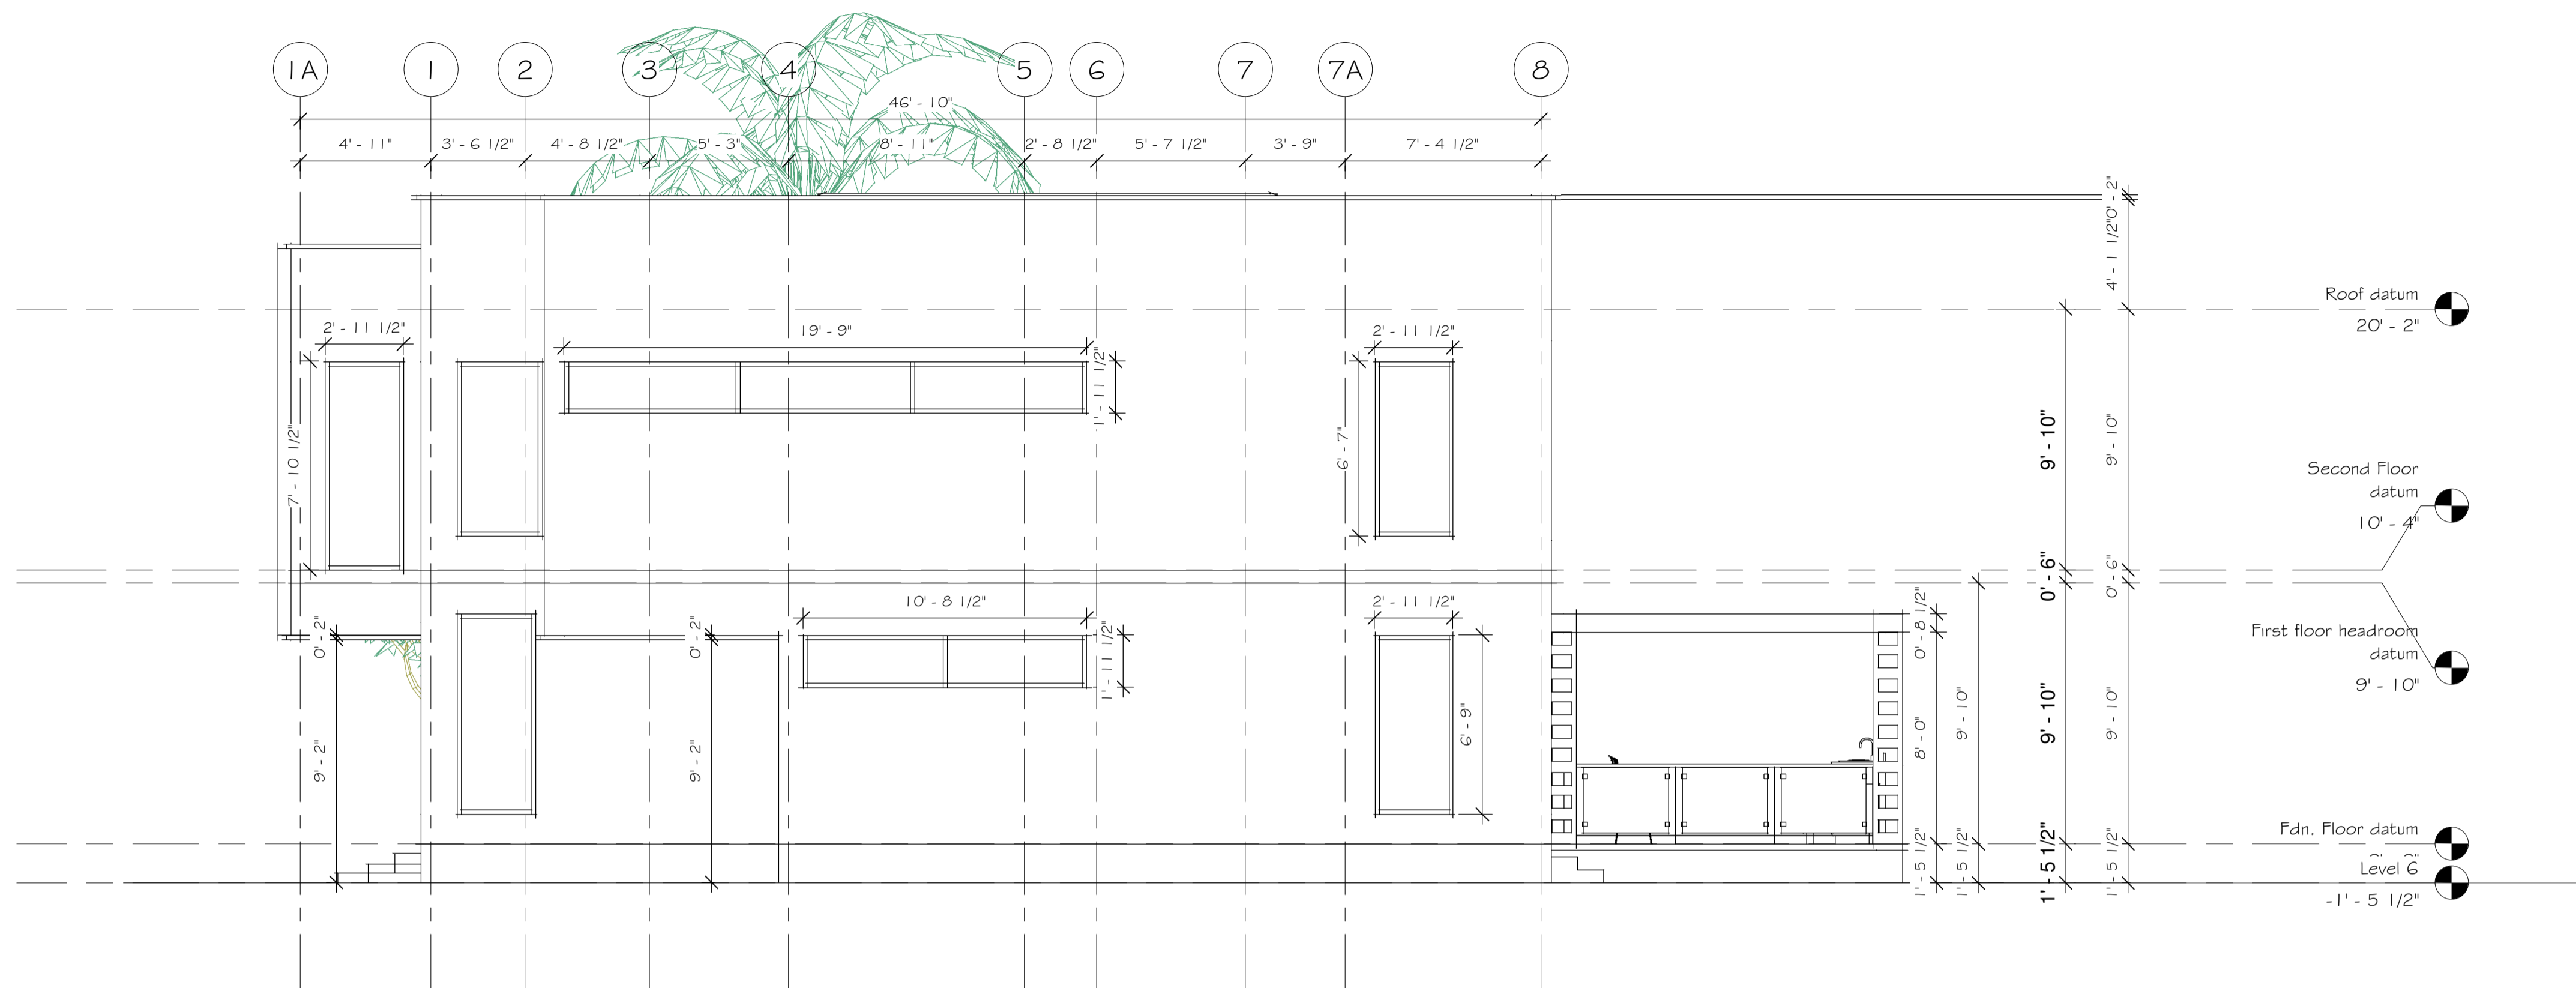 1A 1 2 3 4 5 6 7 7A 8
46' - 10"
4' - 11" 3' - 6 1/2" 4' - 8 1/2" 5' - 3" 8' - 11" 2' - 8 1/2" 5' - 7 1/2" 3' - 9" 7' - 4 1/2"
0' - 2"
4' - 1 1/2"
Roof datum
20' - 2"
2' - 11 1/2" 19' - 9" 2' - 11 1/2"
1' - 11 1/2"
7' - 10 1/2"
6' - 7"
9' - 10"
9' - 10"
Second Floor
datum
10' - 4"
0' - 6"
0' - 6"
10' - 8 1/2" 2' - 11 1/2"
0' - 2"
0' - 2"
1' - 11 1/2"
0' - 8 1/2"
First floor headroom
datum
9' - 10"
9' - 2"
9' - 2"
6' - 9"
8' - 0"
9' - 10"
9' - 10"
9' - 10"
1' - 5 1/2"
1' - 5 1/2"
1' - 5 1/2"
1' - 5 1/2"
Fdn. Floor datum
Level 6
-1' - 5 1/2"